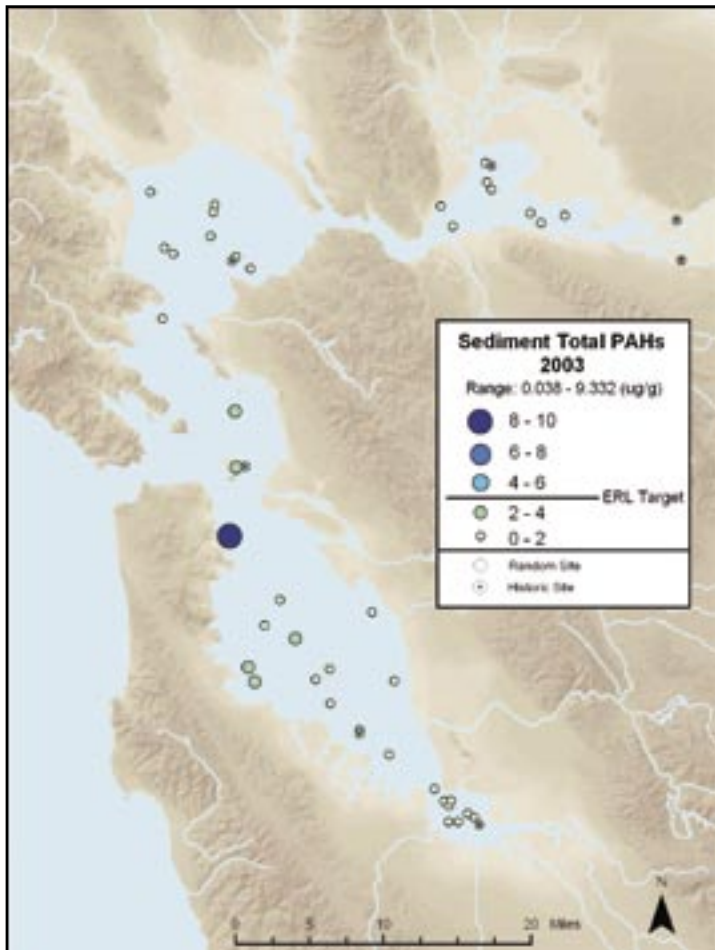 Sediment Total PAHs
2003
Range: 0.038 - 9.332 (ug/g)
8 - 10
6 - 8
4 - 6
ERL Target
2 - 4
0 - 2
Random Site
Historic Site
N
0 5 10 20 Miles